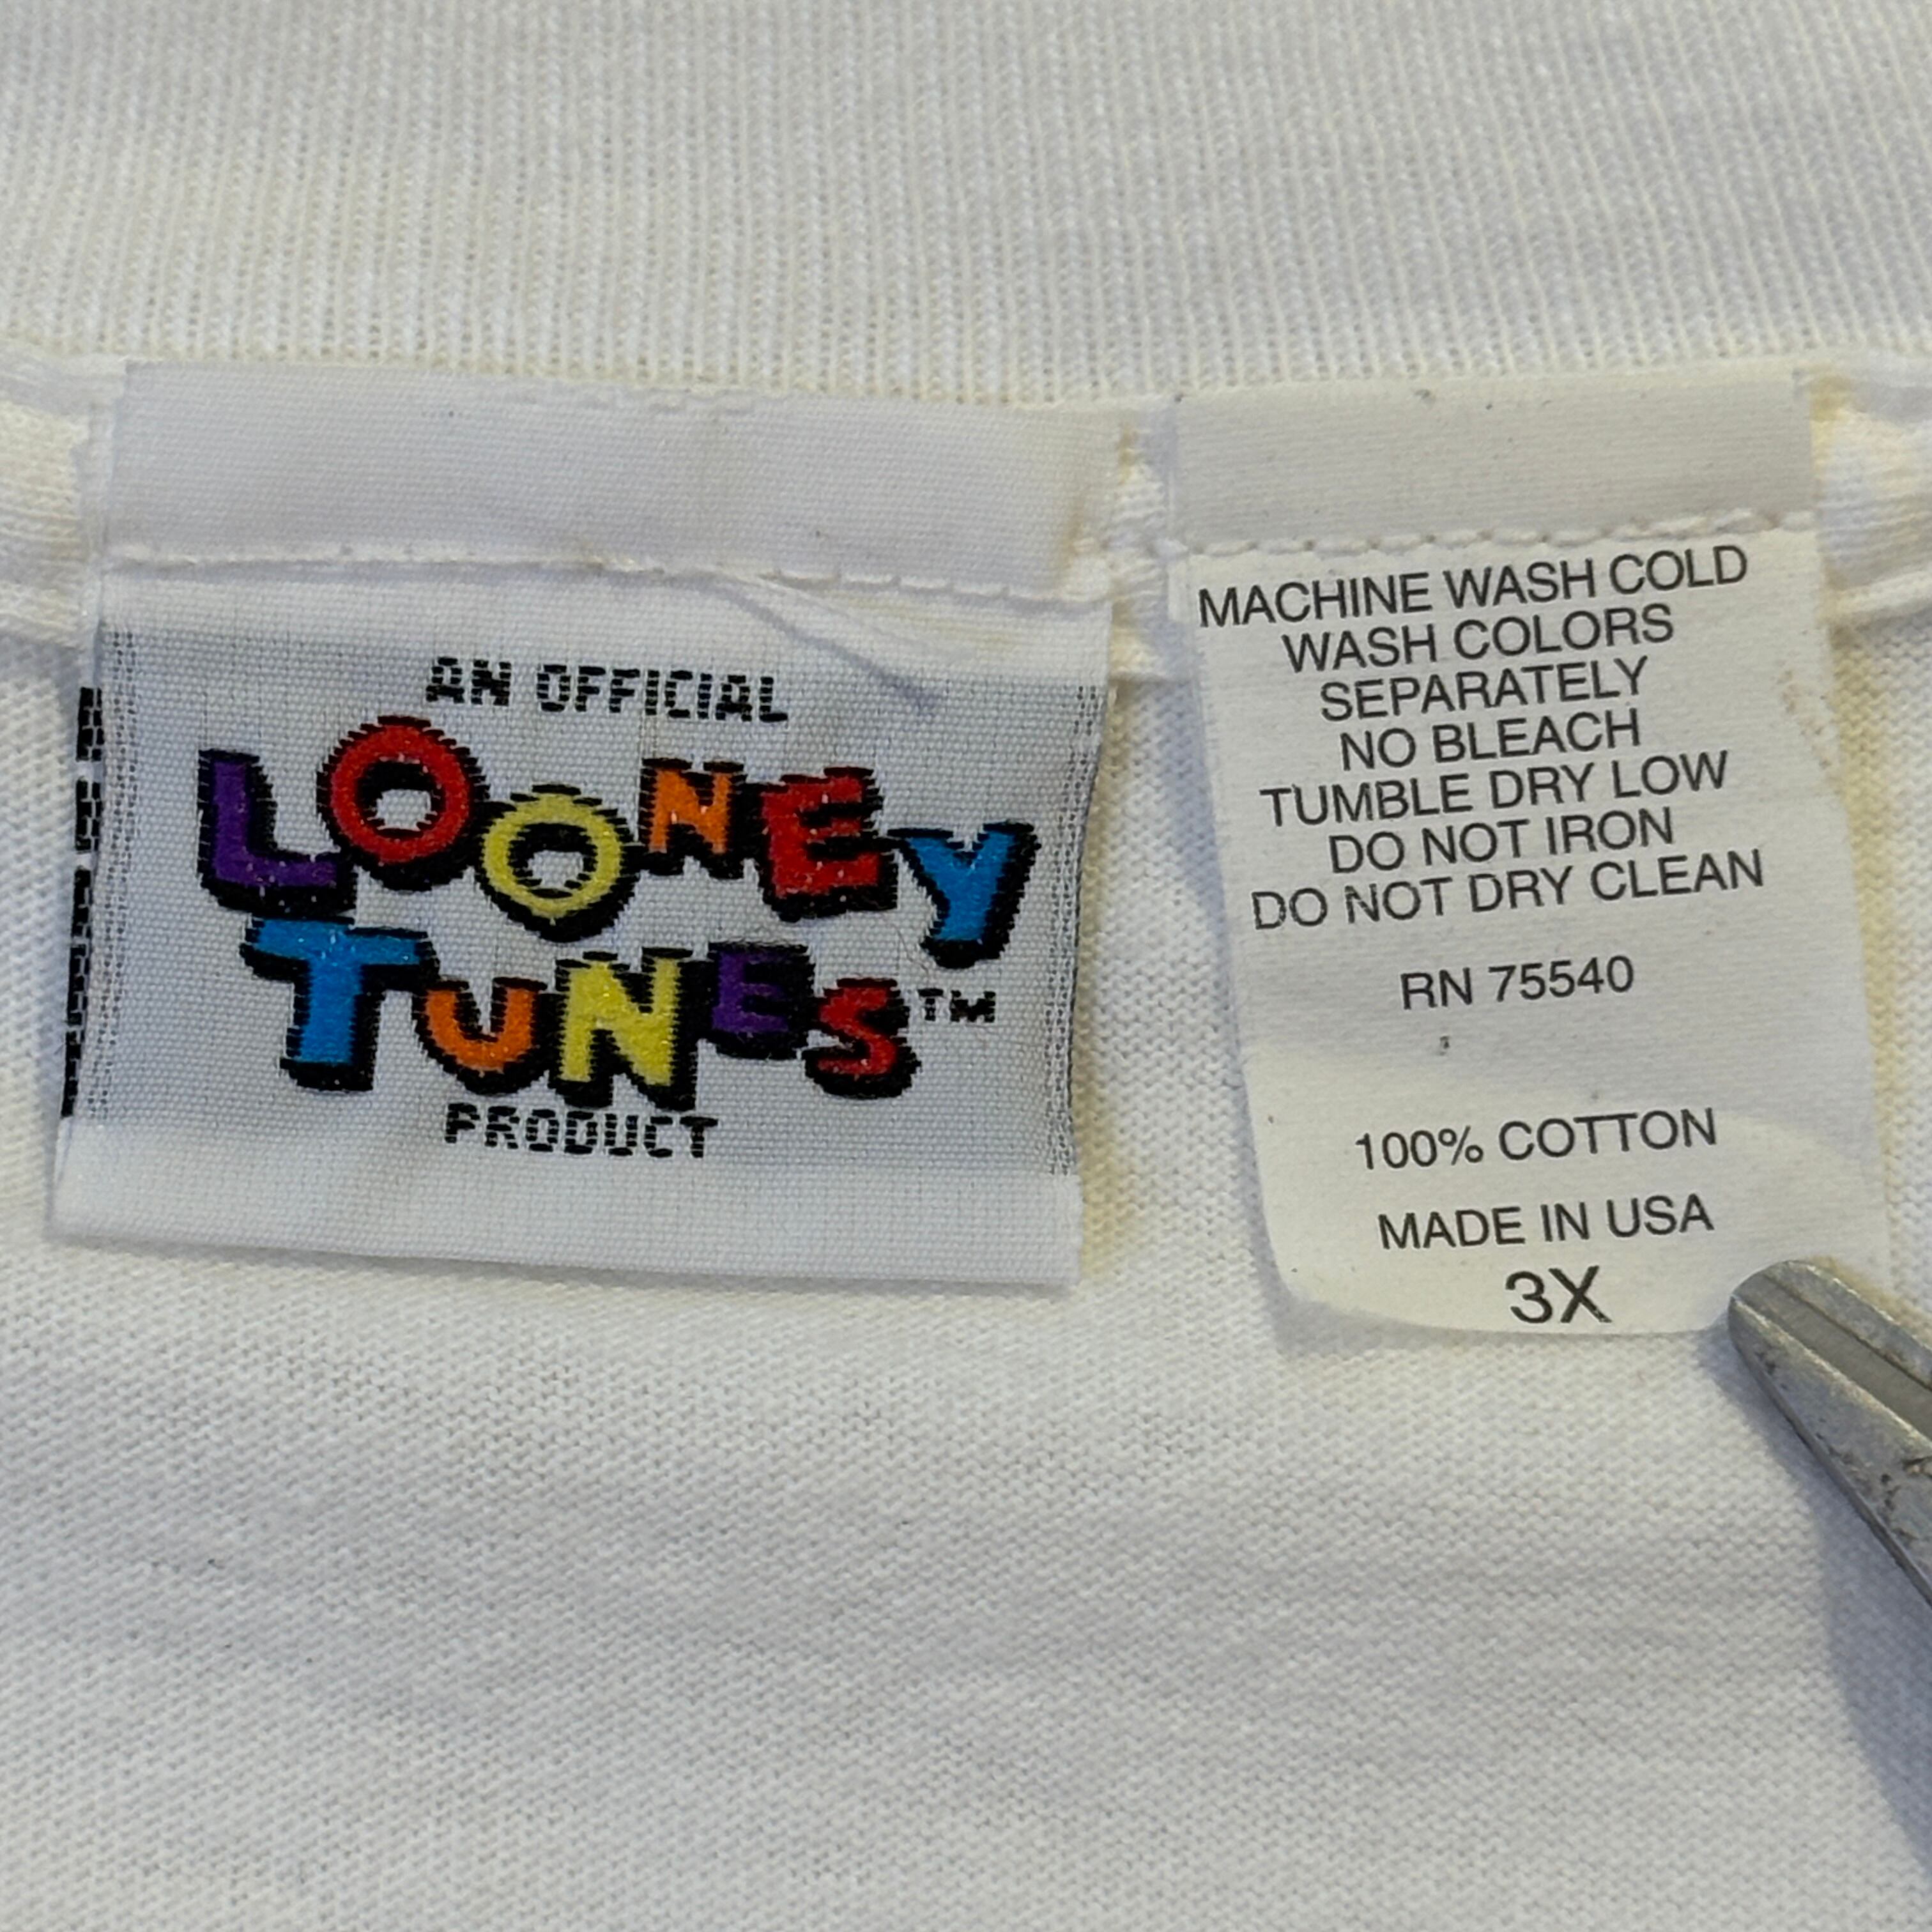 AN OFFICIAL
LOONEY
TUNES™
PRODUCT
MACHINE WASH COLD
WASH COLORS
SEPARATELY
NO BLEACH
TUMBLE DRY LOW
DO NOT IRON
DO NOT DRY CLEAN
RN 75540
100% COTTON
MADE IN USA
3X